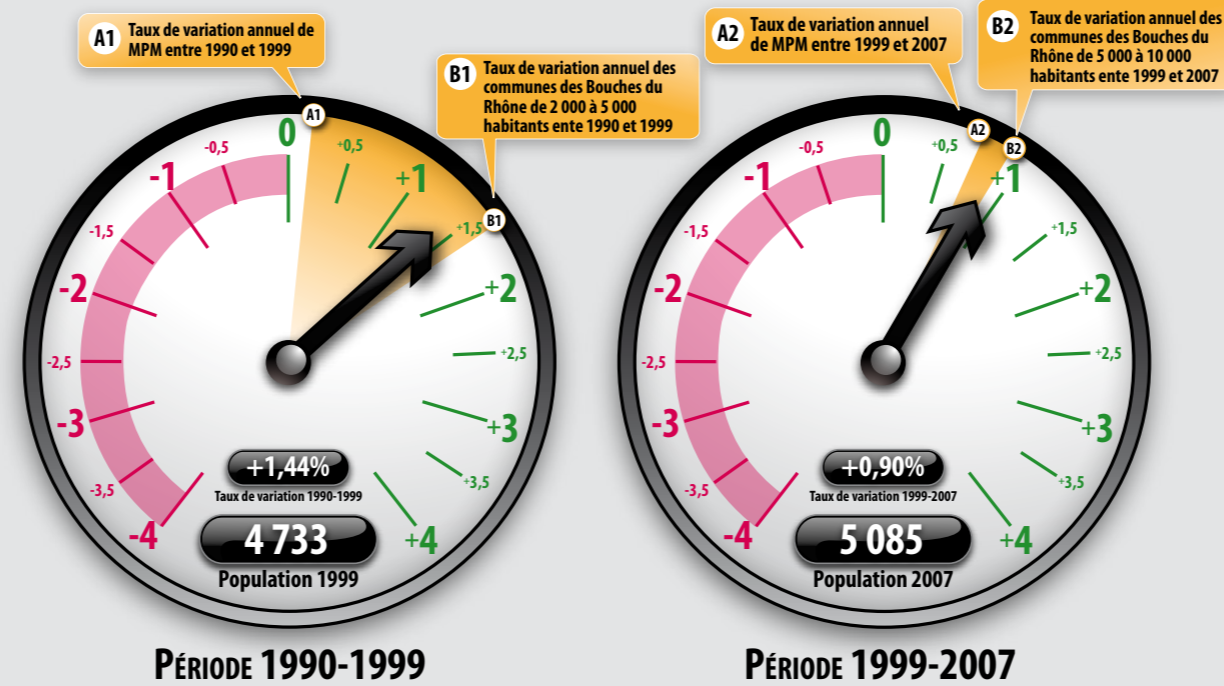 A1 Taux de variation annuel de
MPM entre 1990 et 1999
B1 Taux de variation annuel des
communes des Bouches du
Rhône de 2 000 à 5 000
habitants ente 1990 et 1999
A1
B1
0
-0,5
-1
-1,5
-2
-2,5
-3
-3,5
-4
+0,5
+1
+1,5
+2
+2,5
+3
+3,5
+4
+1,44%
Taux de variation 1990-1999
4 733
Population 1999
PÉRIODE 1990-1999
A2 Taux de variation annuel
de MPM entre 1999 et 2007
B2 Taux de variation annuel des
communes des Bouches du
Rhône de 5 000 à 10 000
habitants ente 1999 et 2007
A2
B2
0
-0,5
-1
-1,5
-2
-2,5
-3
-3,5
-4
+0,5
+1
+1,5
+2
+2,5
+3
+3,5
+4
+0,90%
Taux de variation 1999-2007
5 085
Population 2007
PÉRIODE 1999-2007